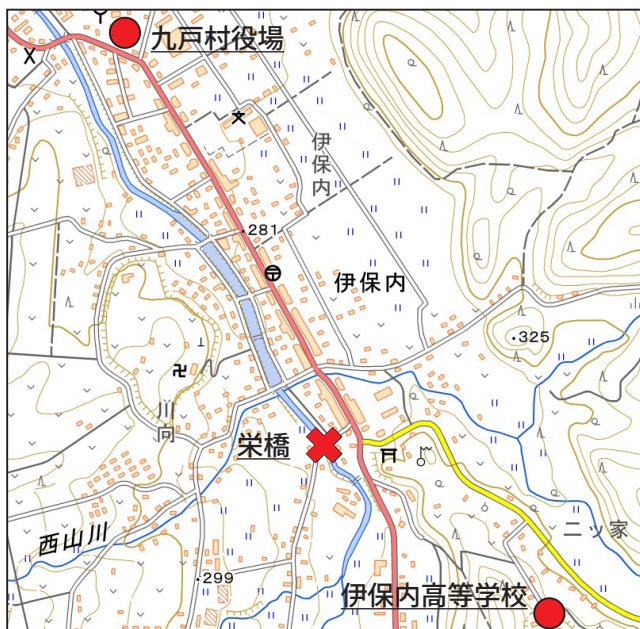 九戸村役場
伊保内
281
伊保内
325
川向
栄橋
西山川
二ッ家
299
伊保内高等学校